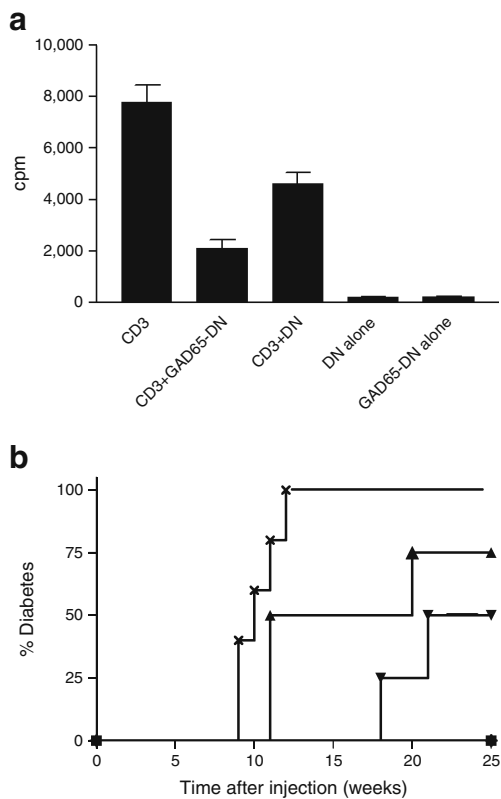 a
10,000
8,000
6,000
4,000
2,000
0
cpm
CD3
CD3+GAD65-DN
CD3+DN
DN alone
GAD65-DN alone
b
100
75
50
25
0
% Diabetes
0 5 10 15 20 25
Time after injection (weeks)